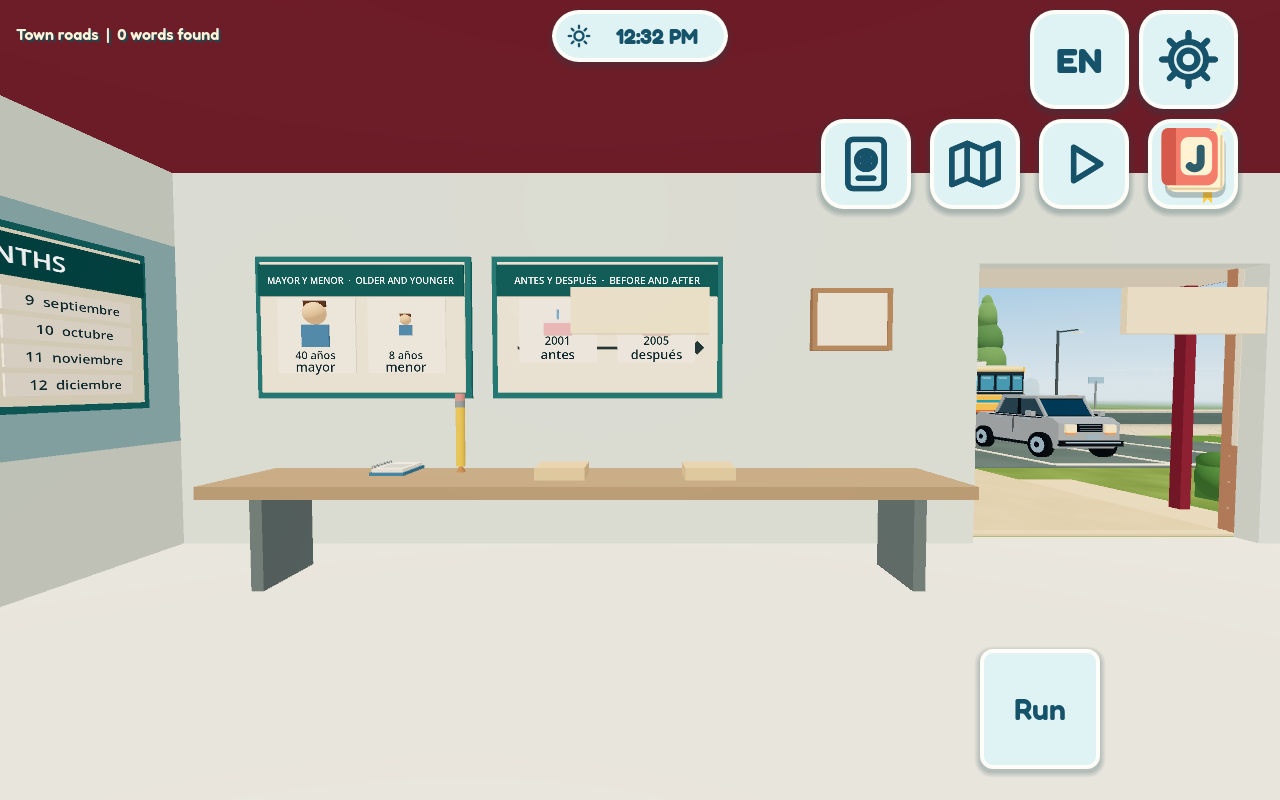 Town roads | 0 words found
12:32 PM
EN
J
NTHS
9 septiembre
10 octubre
11 noviembre
12 diciembre
MAYOR Y MENOR · OLDER AND YOUNGER
40 años
mayor
8 años
menor
ANTES Y DESPUÉS · BEFORE AND AFTER
2001
antes
2005
después
Run